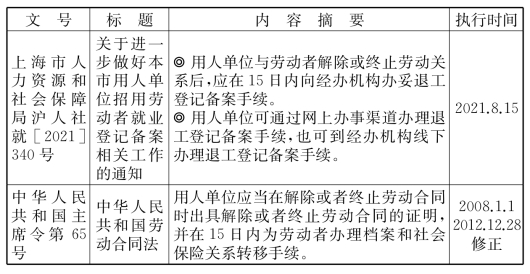 文 号 标 题 内 容 摘 要 执行时间
上海市人
力资源和
社会保障
局沪人社
就［2021］
340 号
关于进一
步做好本
市用人单
位招用劳
动者就业
登记备案
相关工作
的通知
◎ 用人单位与劳动者解除或终止劳动关
系后，应在 15 日内向经办机构办妥退工
登记备案手续。
◎ 用人单位可通过网上办事渠道办理退
工登记备案手续，也可到经办机构线下
办理退工登记备案手续。
2021.8.15
中华人民
共和国主
席令第 65
号
中华人民
共和国劳
动合同法
用人单位应当在解除或者终止劳动合同
时出具解除或者终止劳动合同的证明，
并在 15 日内为劳动者办理档案和社会
保险关系转移手续。
2008.1.1
2012.12.28
修正